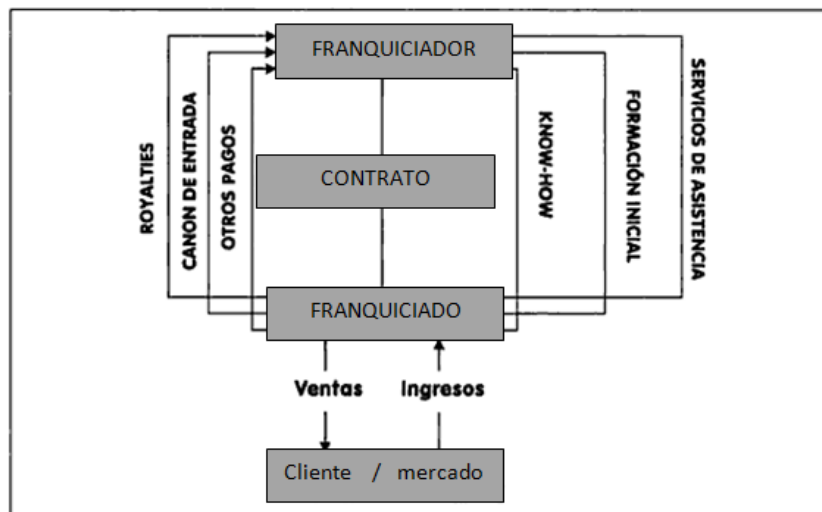 FRANQUICIADOR
ROYALTIES
CANON DE ENTRADA
OTROS PAGOS
CONTRATO
KNOW-HOW
FORMACIÓN INICIAL
SERVICIOS DE ASISTENCIA
FRANQUICIADO
Ventas
Ingresos
Cliente / mercado